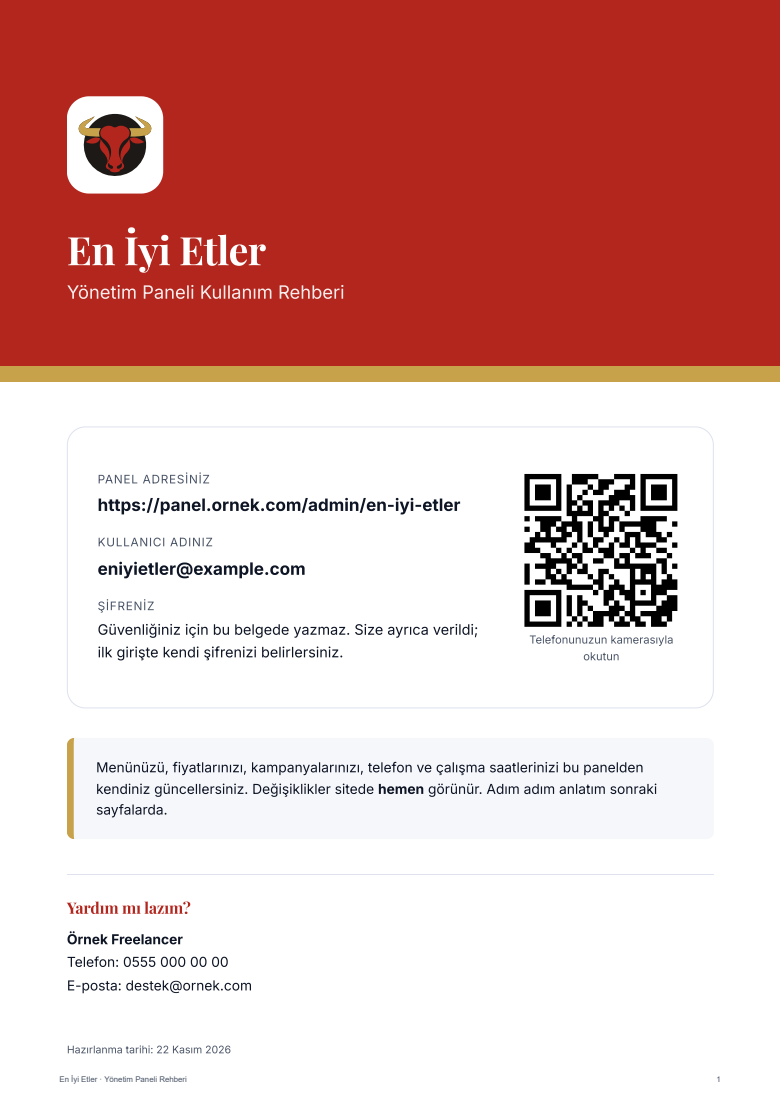 En İyi Etler
Yönetim Paneli Kullanım Rehberi
PANEL ADRESİNİZ
https://panel.ornek.com/admin/en-iyi-etler
KULLANICI ADINIZ
eniyietler@example.com
ŞİFRENİZ
Güvenliğiniz için bu belgede yazmaz. Size ayrıca verildi;
ilk girişte kendi şifrenizi belirlersiniz.
Telefonunuzun kamerasıyla
okutun
Menünüzü, fiyatlarınızı, kampanyalarınızı, telefon ve çalışma saatlerinizi bu panelden
kendiniz güncellersiniz. Değişiklikler sitede hemen görünür. Adım adım anlatım sonraki
sayfalarda.
Yardım mı lazım?
Örnek Freelancer
Telefon: 0555 000 00 00
E-posta: destek@ornek.com
Hazırlanma tarihi: 22 Kasım 2026
En İyi Etler · Yönetim Paneli Rehberi
1